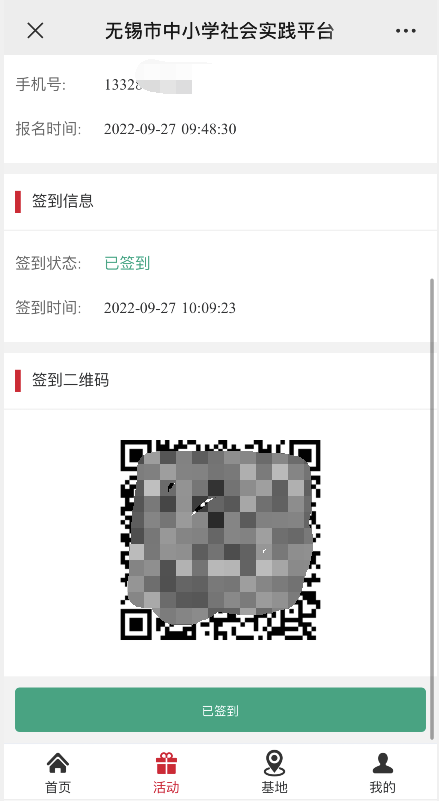 无锡市中小学社会实践平台
手机号: 1332
报名时间: 2022-09-27 09:48:30
签到信息
签到状态: 已签到
签到时间: 2022-09-27 10:09:23
签到二维码
已签到
首页 活动 基地 我的